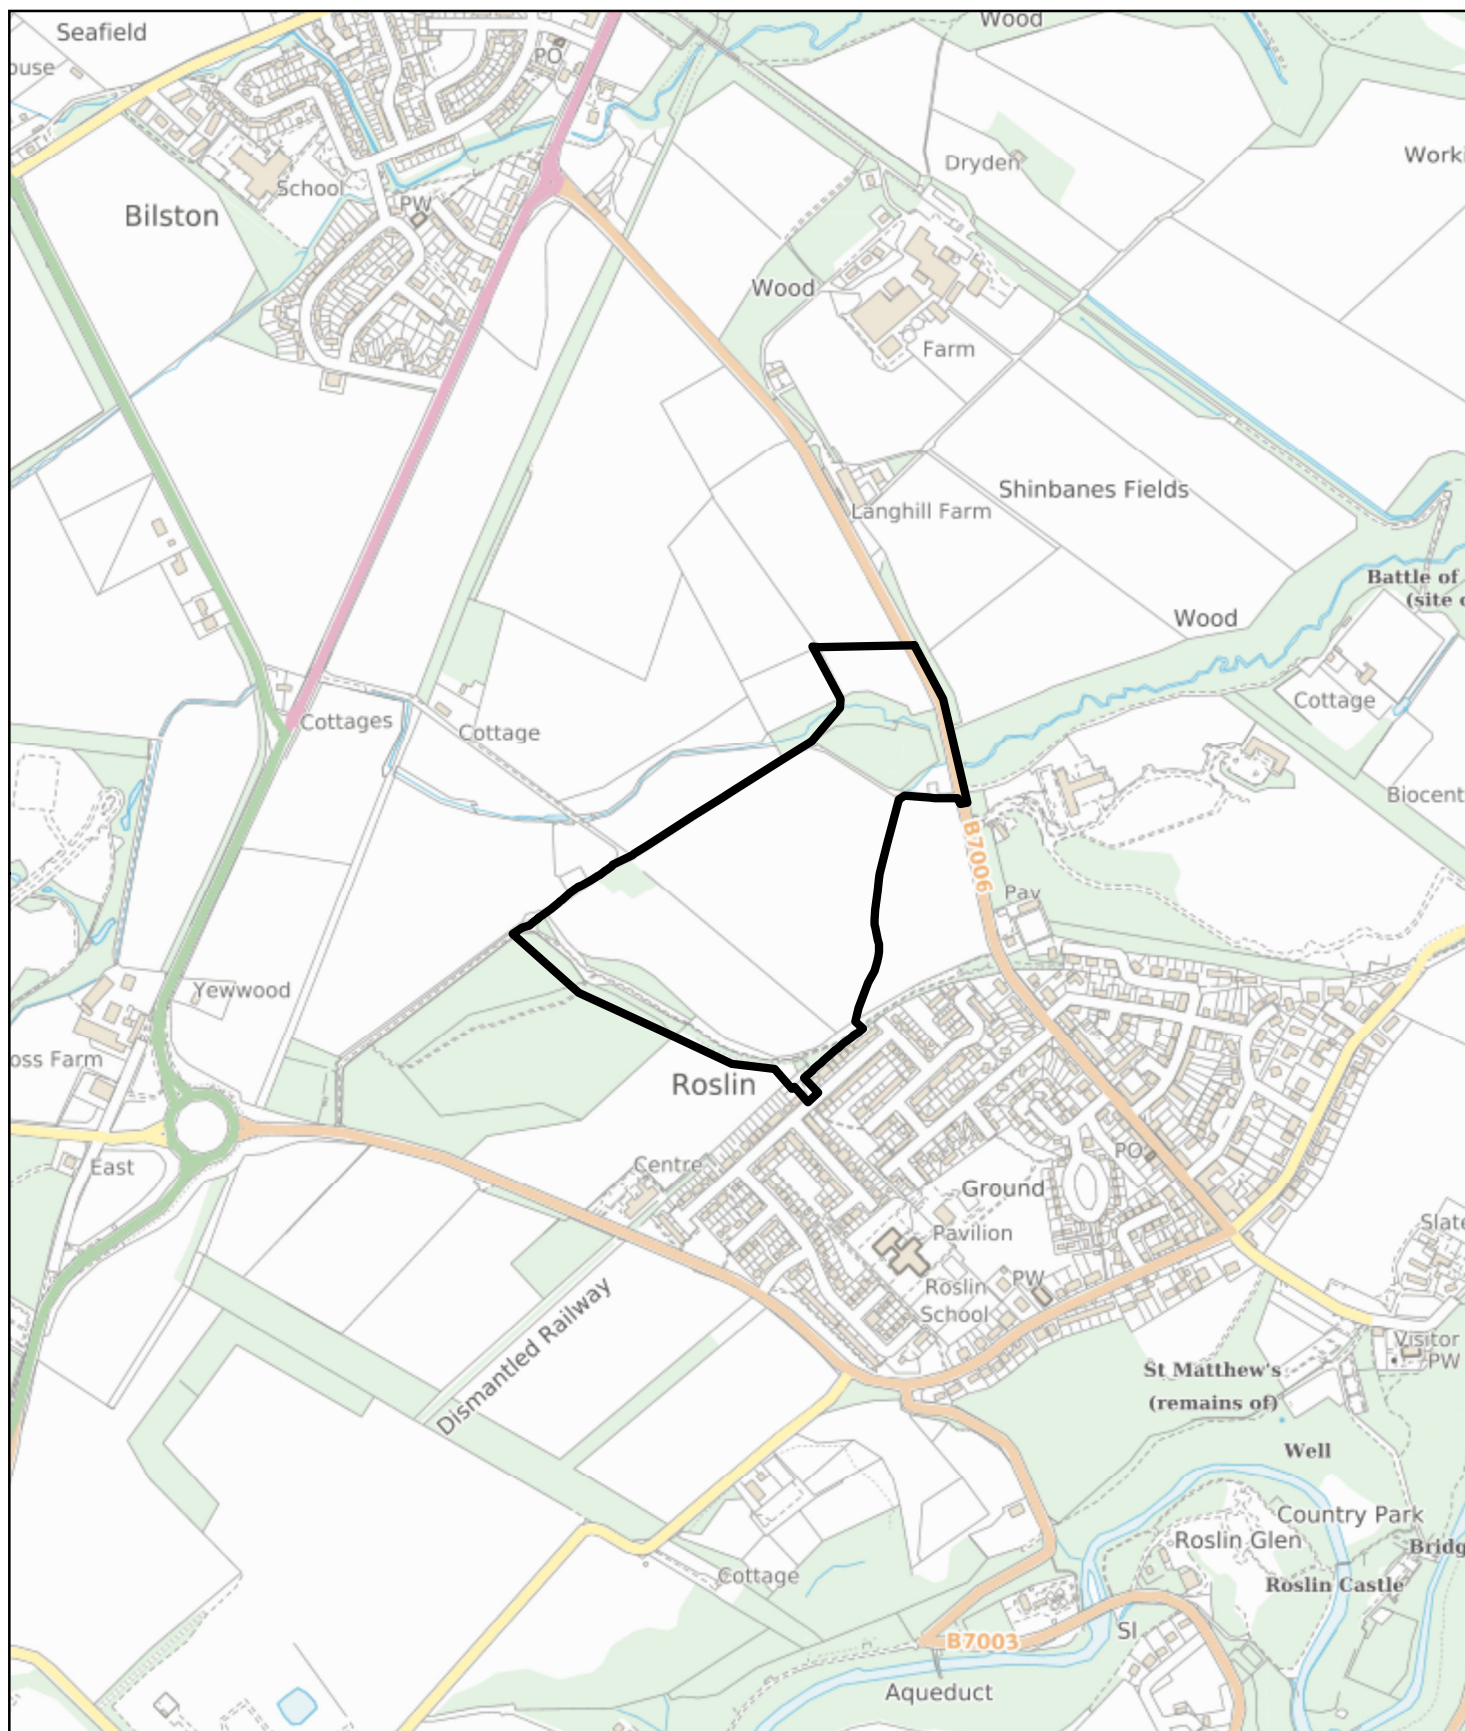 Wood
Seafield
PO
ouse
Worki
Dryden
School
PW
Bilston
Wood
Farm
Shinbanes Fields
Langhill Farm
Battle of
(site o
Wood
Cottage
Cottages
Cottage
Biocent
B7006
Pav
Yewwood
oss Farm
Roslin
PO
Centre
East
Ground
Slate
Pavilion
PW
Roslin
School
Visitor
PW
Dismantled Railway
St Matthew's
(remains of)
Well
Country Park
Roslin Glen
Bridg
Cottage
Roslin Castle
SI
B7003
Aqueduct